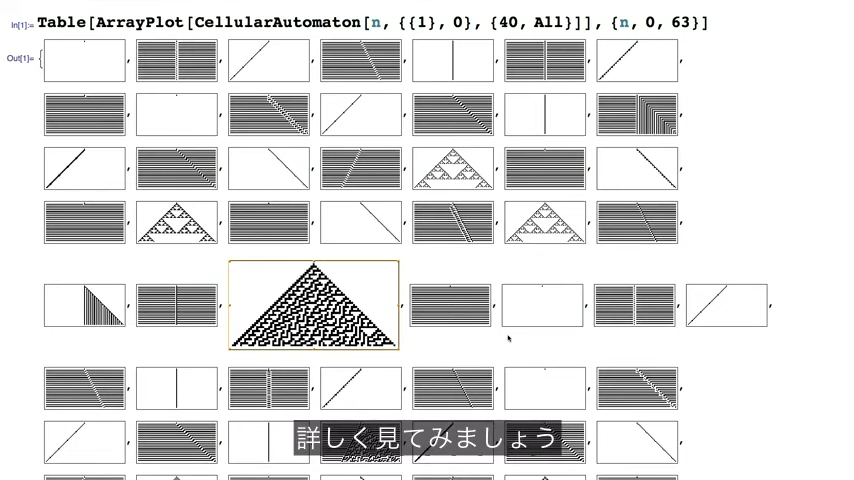 In[1]:= Table[ArrayPlot[CellularAutomaton[n, {{1}, 0}, {40, All}]], {n, 0, 63}]
Out[1]= {
詳しく見てみましょう